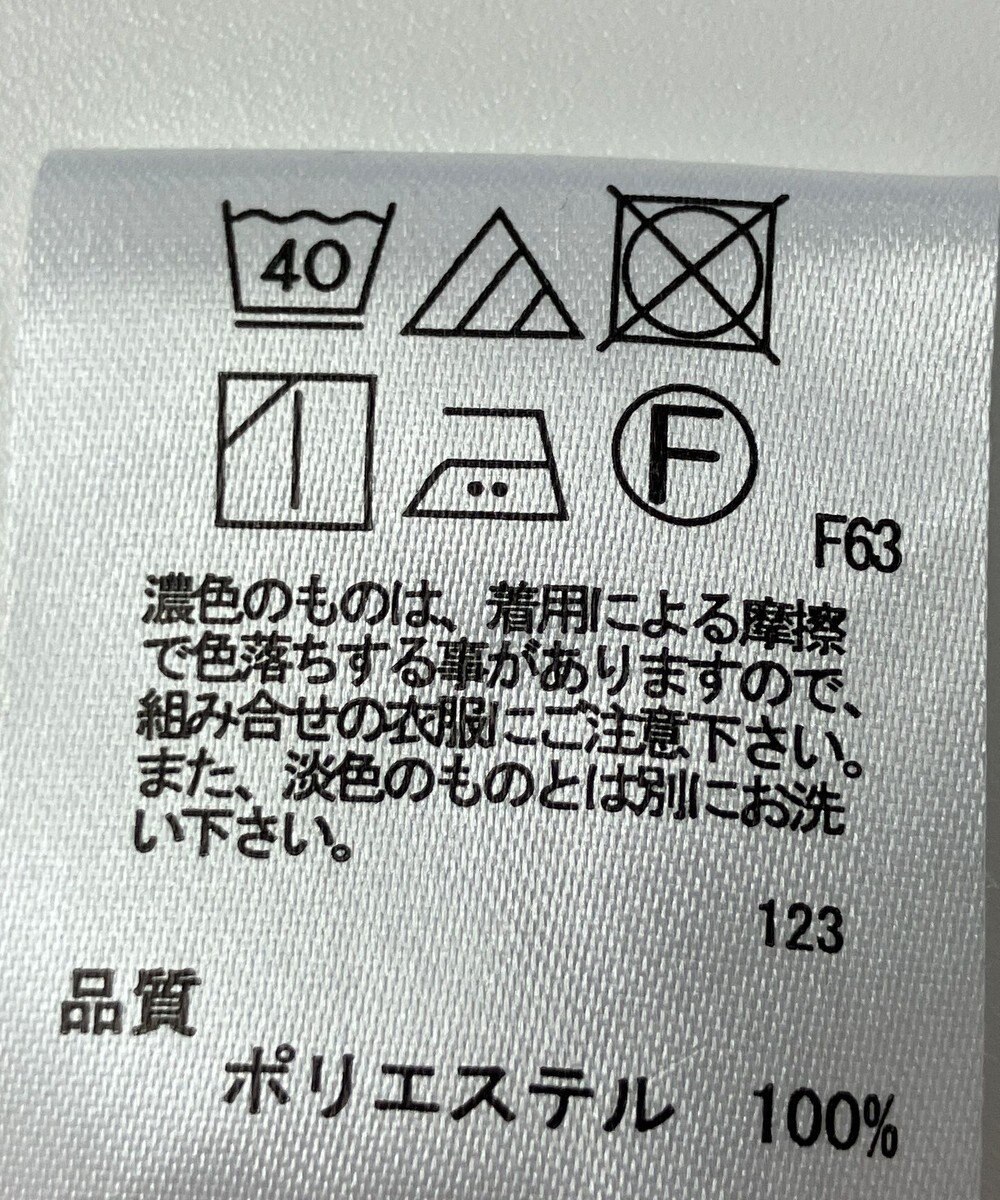 40
F
F63
濃色のものは、着用による摩擦
で色落ちする事がありますので、
組み合せの衣服にご注意下さい。
また、淡色のものとは別にお洗
い下さい。
123
品質
ポリエステル 100%